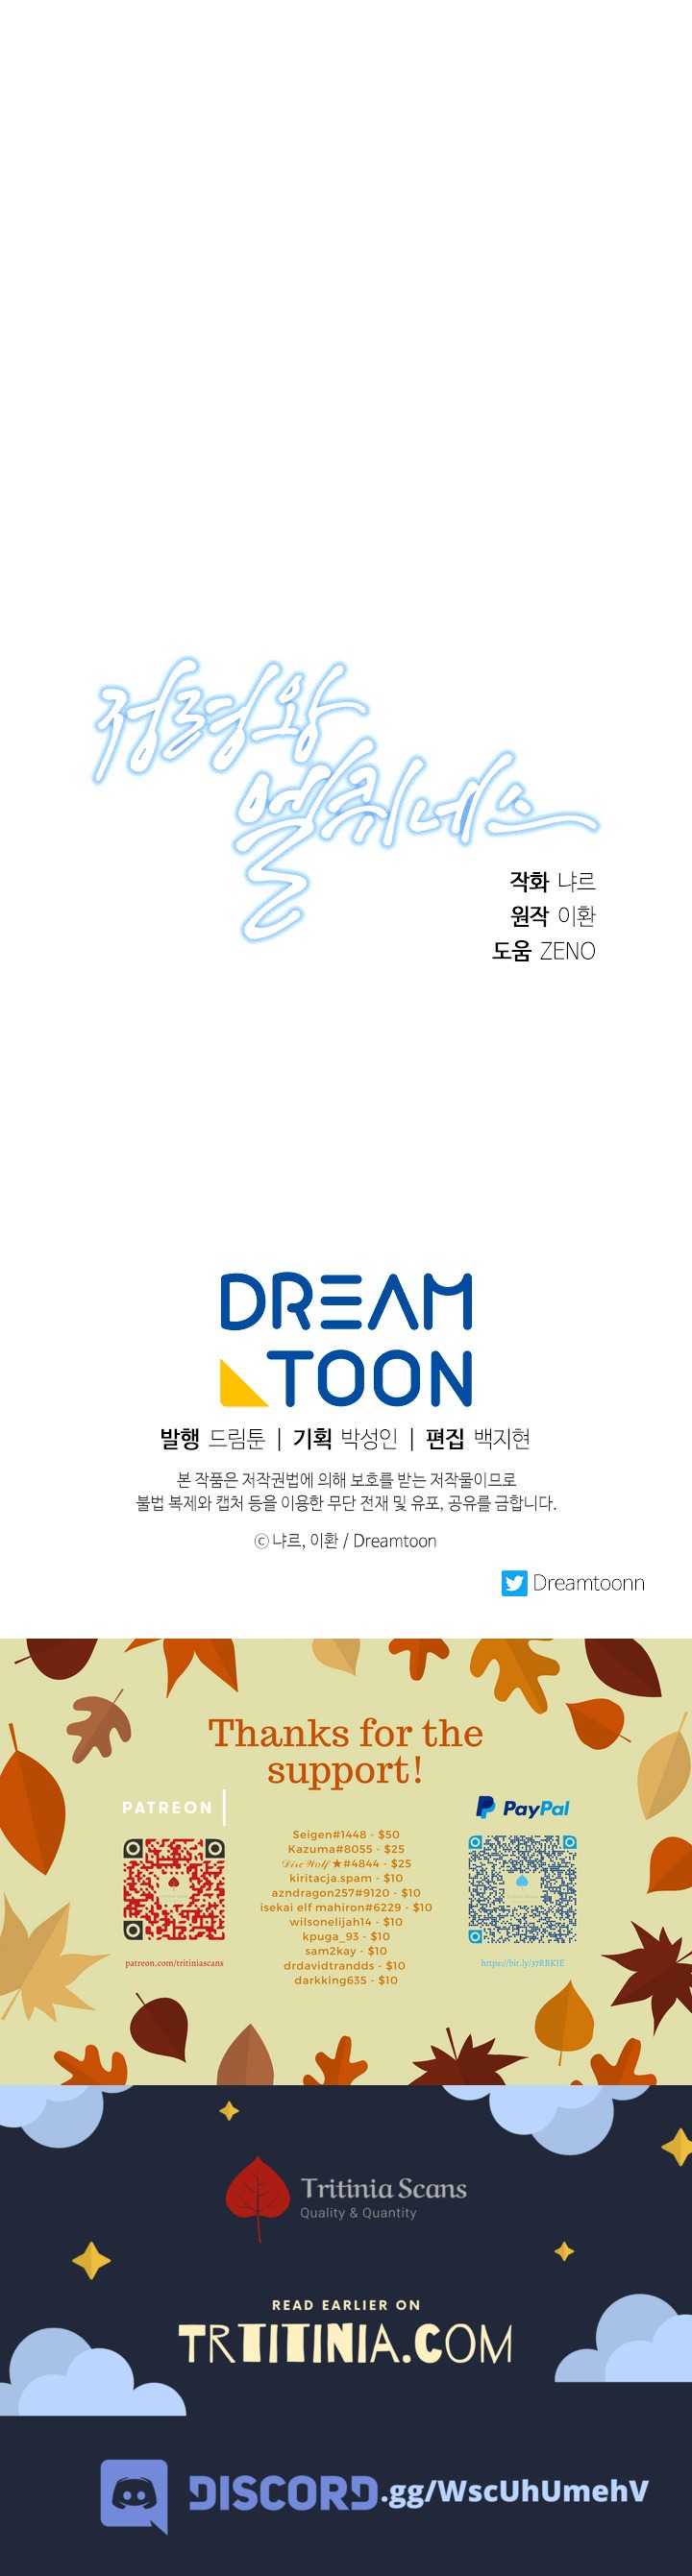 정령왕
엘퀴네스
작화 냐르
원작 이환
도움 ZENO
DREAM
TOON
발행 드림툰 | 기획 박성인 | 편집 백지현
본 작품은 저작권법에 의해 보호를 받는 저작물이므로
불법 복제와 캡처 등을 이용한 무단 전재 및 유포, 공유를 금합니다.
ⓒ 냐르, 이환 / Dreamtoon
Dreamtoonn
Thanks for the
support!
PATREON
PayPal
Seigen#1448 - $50
Kazuma#8055 - $25
𝓓𝓲𝓻𝓮 𝓦𝓸𝓵𝓯 ★#4844 - $25
kiritacja.spam - $10
azndragon257#9120 - $10
isekai elf mahiron#6229 - $10
wilsonelijah14 - $10
kpuga_93 - $10
sam2kay - $10
drdavidtrandds - $10
darkking635 - $10
patreon.com/tritiniascans
https://bit.ly/37RBKIE
Tritinia Scans
Quality & Quantity
READ EARLIER ON
TRTITINIA.COM
DISCORD.gg/WscUhUmehV